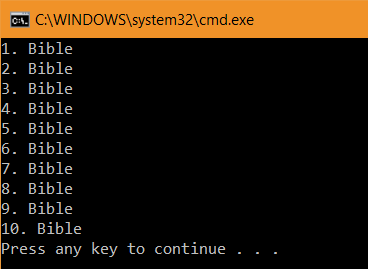 C:\WINDOWS\system32\cmd.exe
1. Bible
2. Bible
3. Bible
4. Bible
5. Bible
6. Bible
7. Bible
8. Bible
9. Bible
10. Bible
Press any key to continue . . .